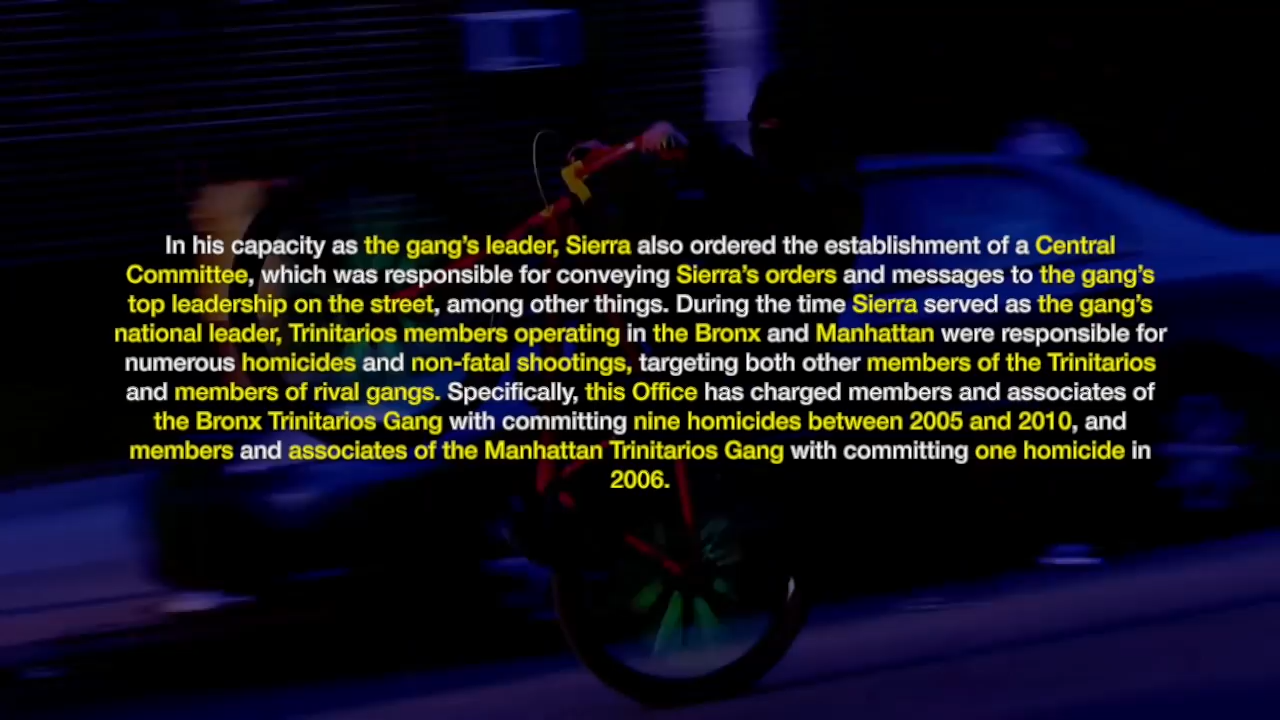 In his capacity as the gang’s leader, Sierra also ordered the establishment of a Central
Committee, which was responsible for conveying Sierra’s orders and messages to the gang’s
top leadership on the street, among other things. During the time Sierra served as the gang’s
national leader, Trinitarios members operating in the Bronx and Manhattan were responsible for
numerous homicides and non-fatal shootings, targeting both other members of the Trinitarios
and members of rival gangs. Specifically, this Office has charged members and associates of
the Bronx Trinitarios Gang with committing nine homicides between 2005 and 2010, and
members and associates of the Manhattan Trinitarios Gang with committing one homicide in
2006.